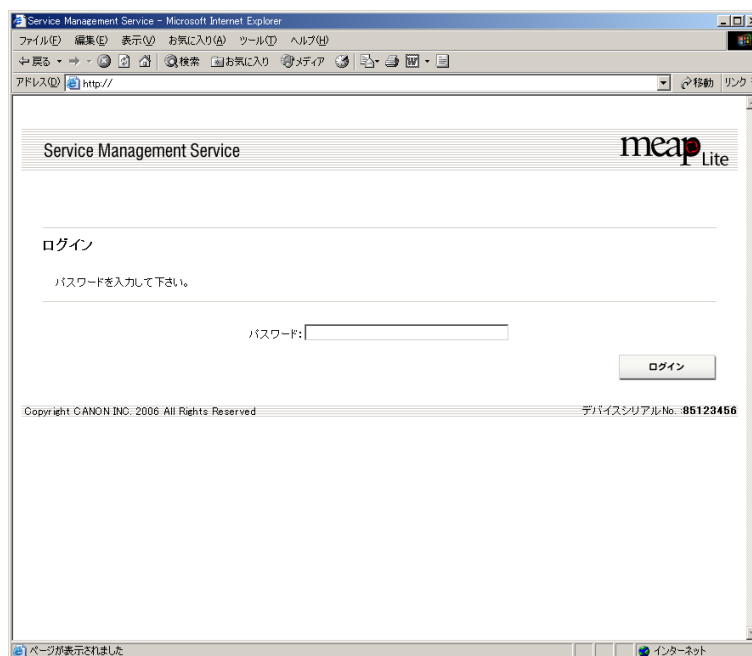 Service Management Service - Microsoft Internet Explorer
ファイル(F) 編集(E) 表示(V) お気に入り(A) ツール(T) ヘルプ(H)
戻る 検索 お気に入り メディア
アドレス(D) http:// 移動 リンク
Service Management Service
meap Lite
ログイン
パスワードを入力して下さい。
パスワード:
ログイン
Copyright CANON INC. 2006 All Rights Reserved
デバイスシリアルNo. :85123456
ページが表示されました インターネット